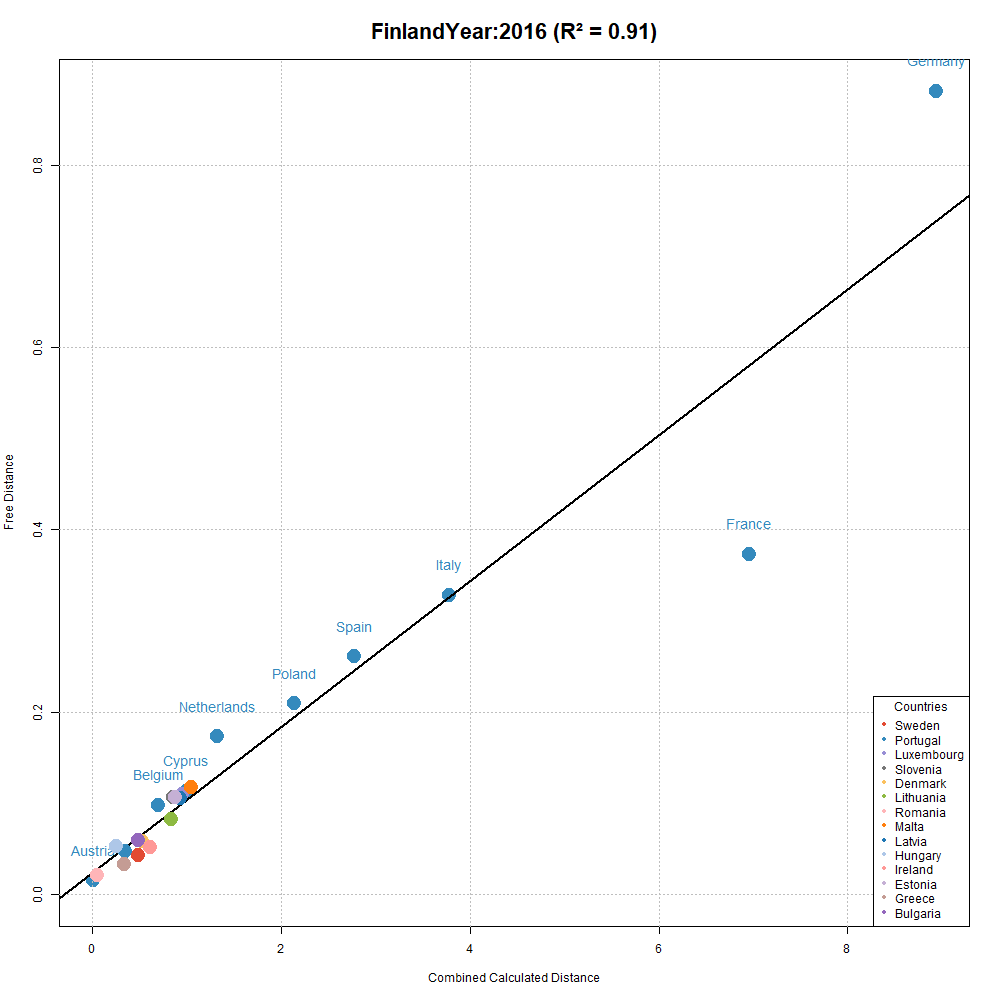 FinlandYear:2016 (R² = 0.91)
Germany
France
Italy
Spain
Poland
Netherlands
Cyprus
Belgium
Austria
0.0
0.2
0.4
0.6
0.8
Free Distance
0
2
4
6
8
Combined Calculated Distance
Countries
Sweden
Portugal
Luxembourg
Slovenia
Denmark
Lithuania
Romania
Malta
Latvia
Hungary
Ireland
Estonia
Greece
Bulgaria